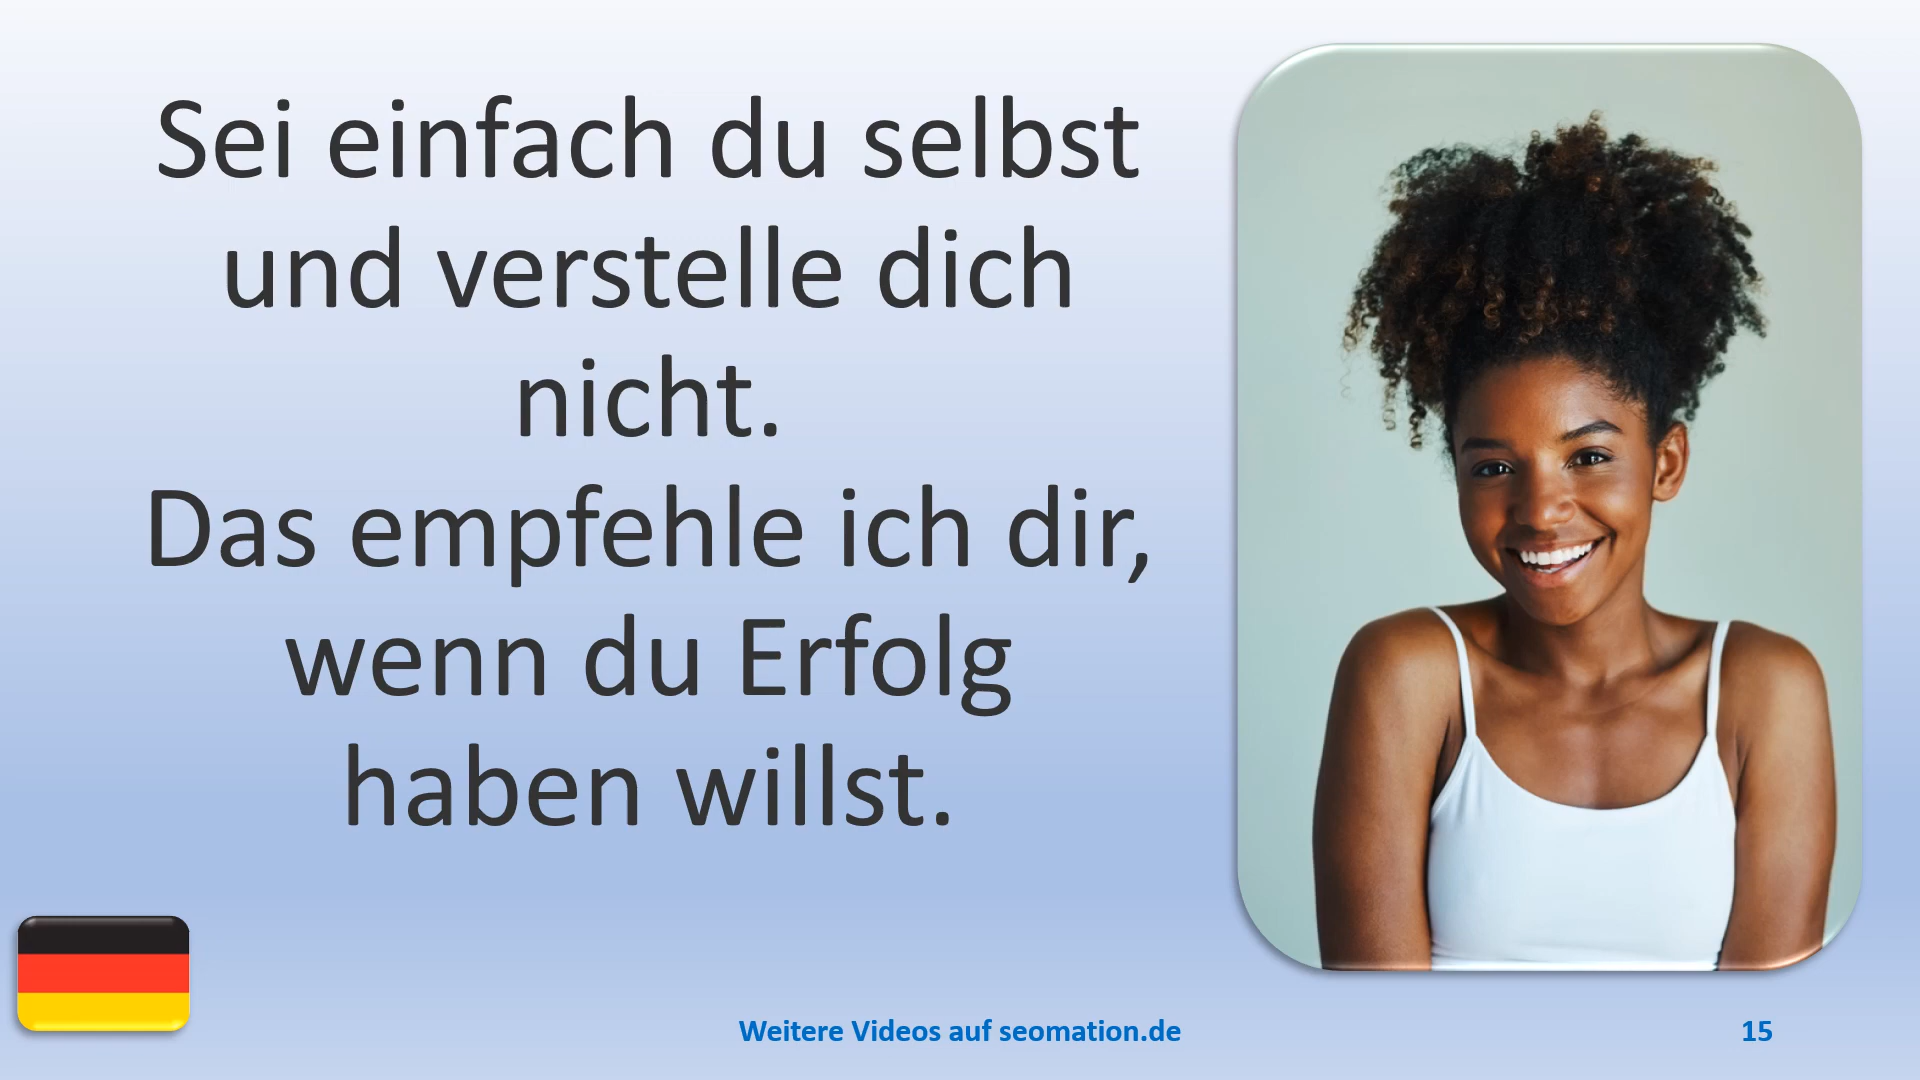 Sei einfach du selbst
und verstelle dich
nicht.
Das empfehle ich dir,
wenn du Erfolg
haben willst.
Weitere Videos auf seomation.de
15